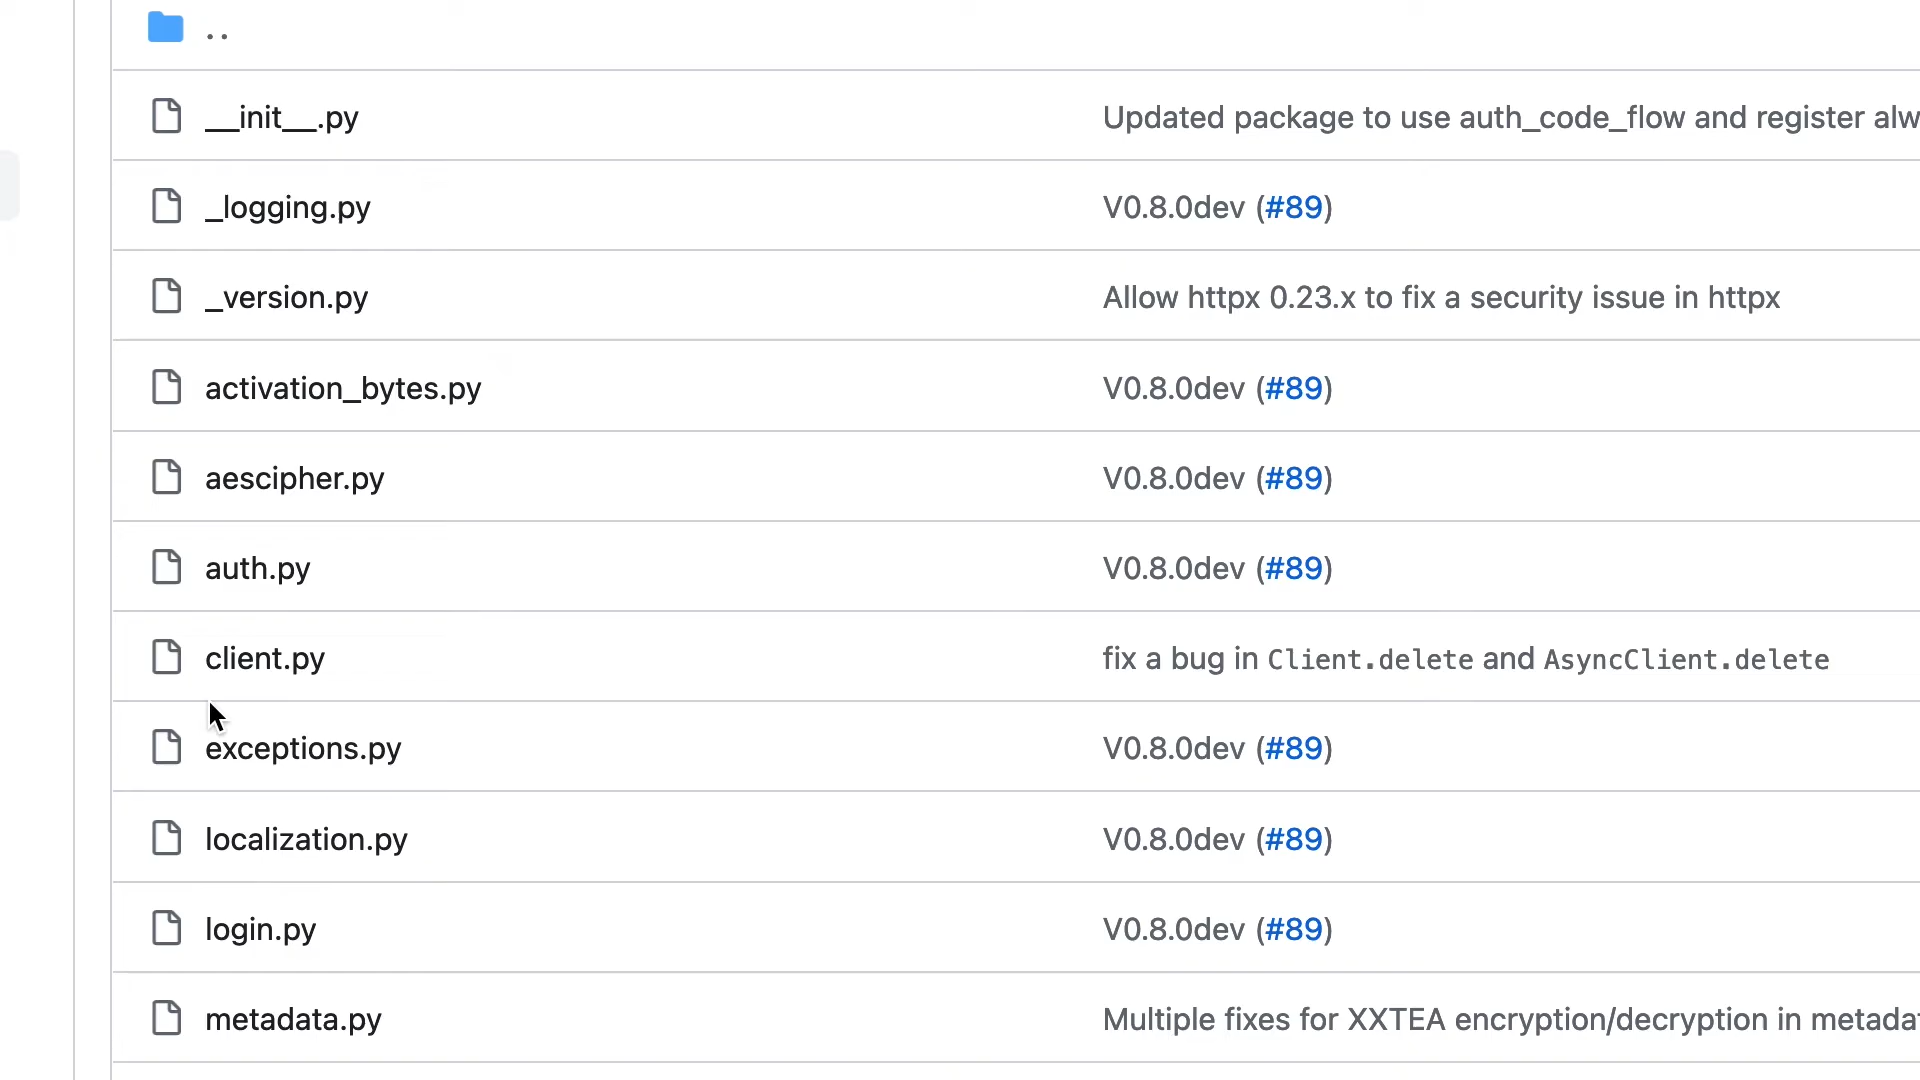 ..
__init__.py Updated package to use auth_code_flow and register alw
_logging.py V0.8.0dev (#89)
_version.py Allow httpx 0.23.x to fix a security issue in httpx
activation_bytes.py V0.8.0dev (#89)
aescipher.py V0.8.0dev (#89)
auth.py V0.8.0dev (#89)
client.py fix a bug in Client.delete and AsyncClient.delete
exceptions.py V0.8.0dev (#89)
localization.py V0.8.0dev (#89)
login.py V0.8.0dev (#89)
metadata.py Multiple fixes for XXTEA encryption/decryption in metada